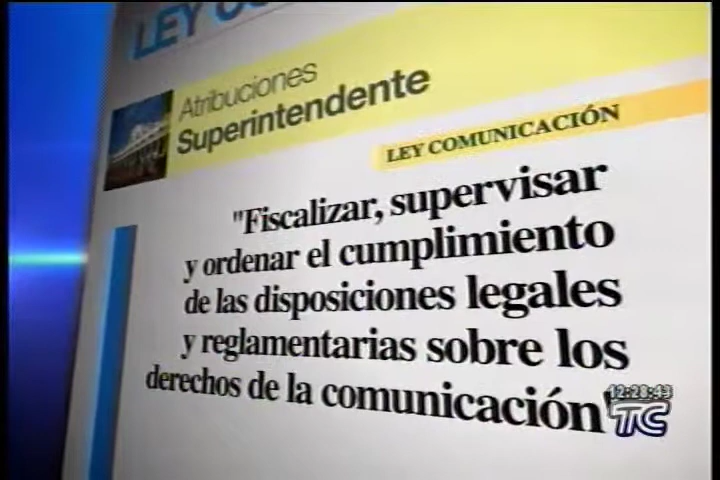 LEY
Atribuciones
Superintendente
LEY COMUNICACIÓN
"Fiscalizar, supervisar
y ordenar el cumplimiento
de las disposiciones legales
y reglamentarias sobre los
derechos de la comunicación"
12:28:43
TC